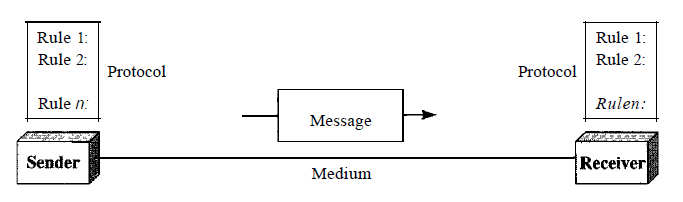 Rule 1:
Rule 2:
Rule n:
Protocol
Message
Protocol
Rule 1:
Rule 2:
Rulen:
Sender
Medium
Receiver